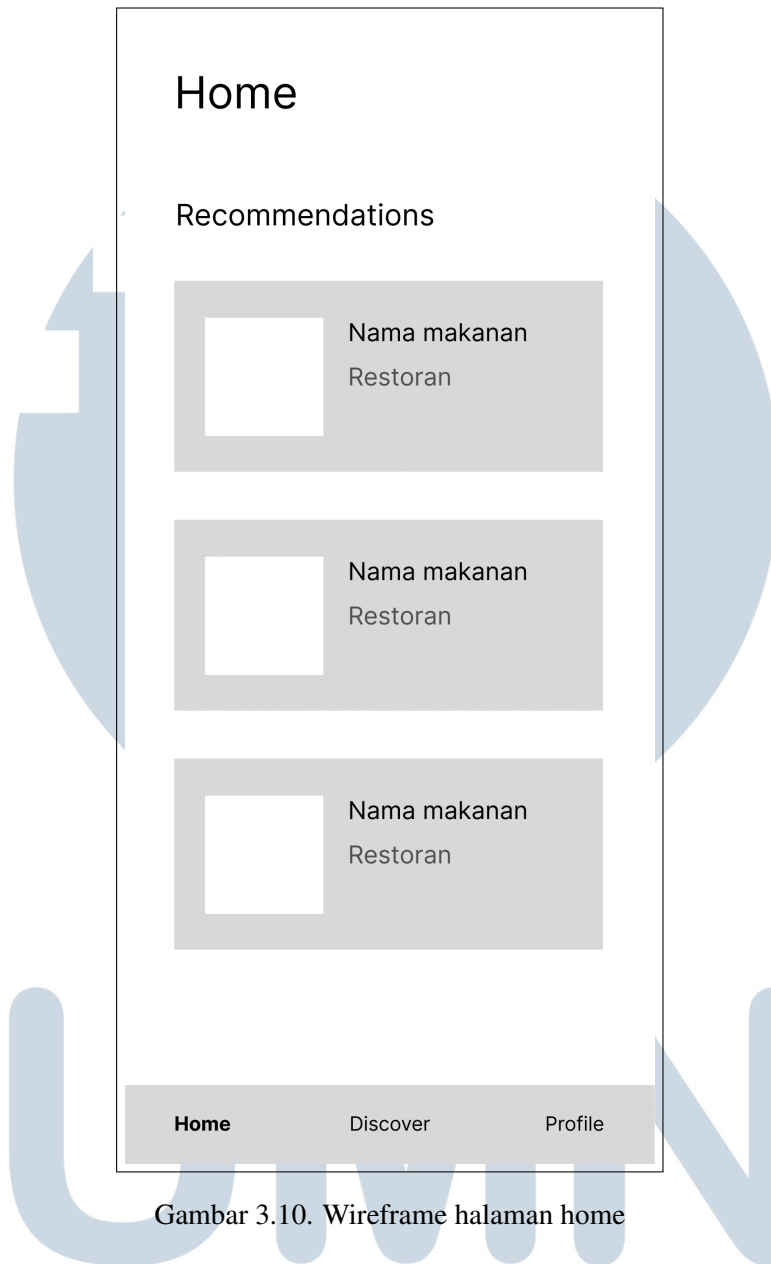 Home
Recommendations
Nama makanan
Restoran
Nama makanan
Restoran
Nama makanan
Restoran
Home Discover Profile
UMN
Gambar 3.10. Wireframe halaman home